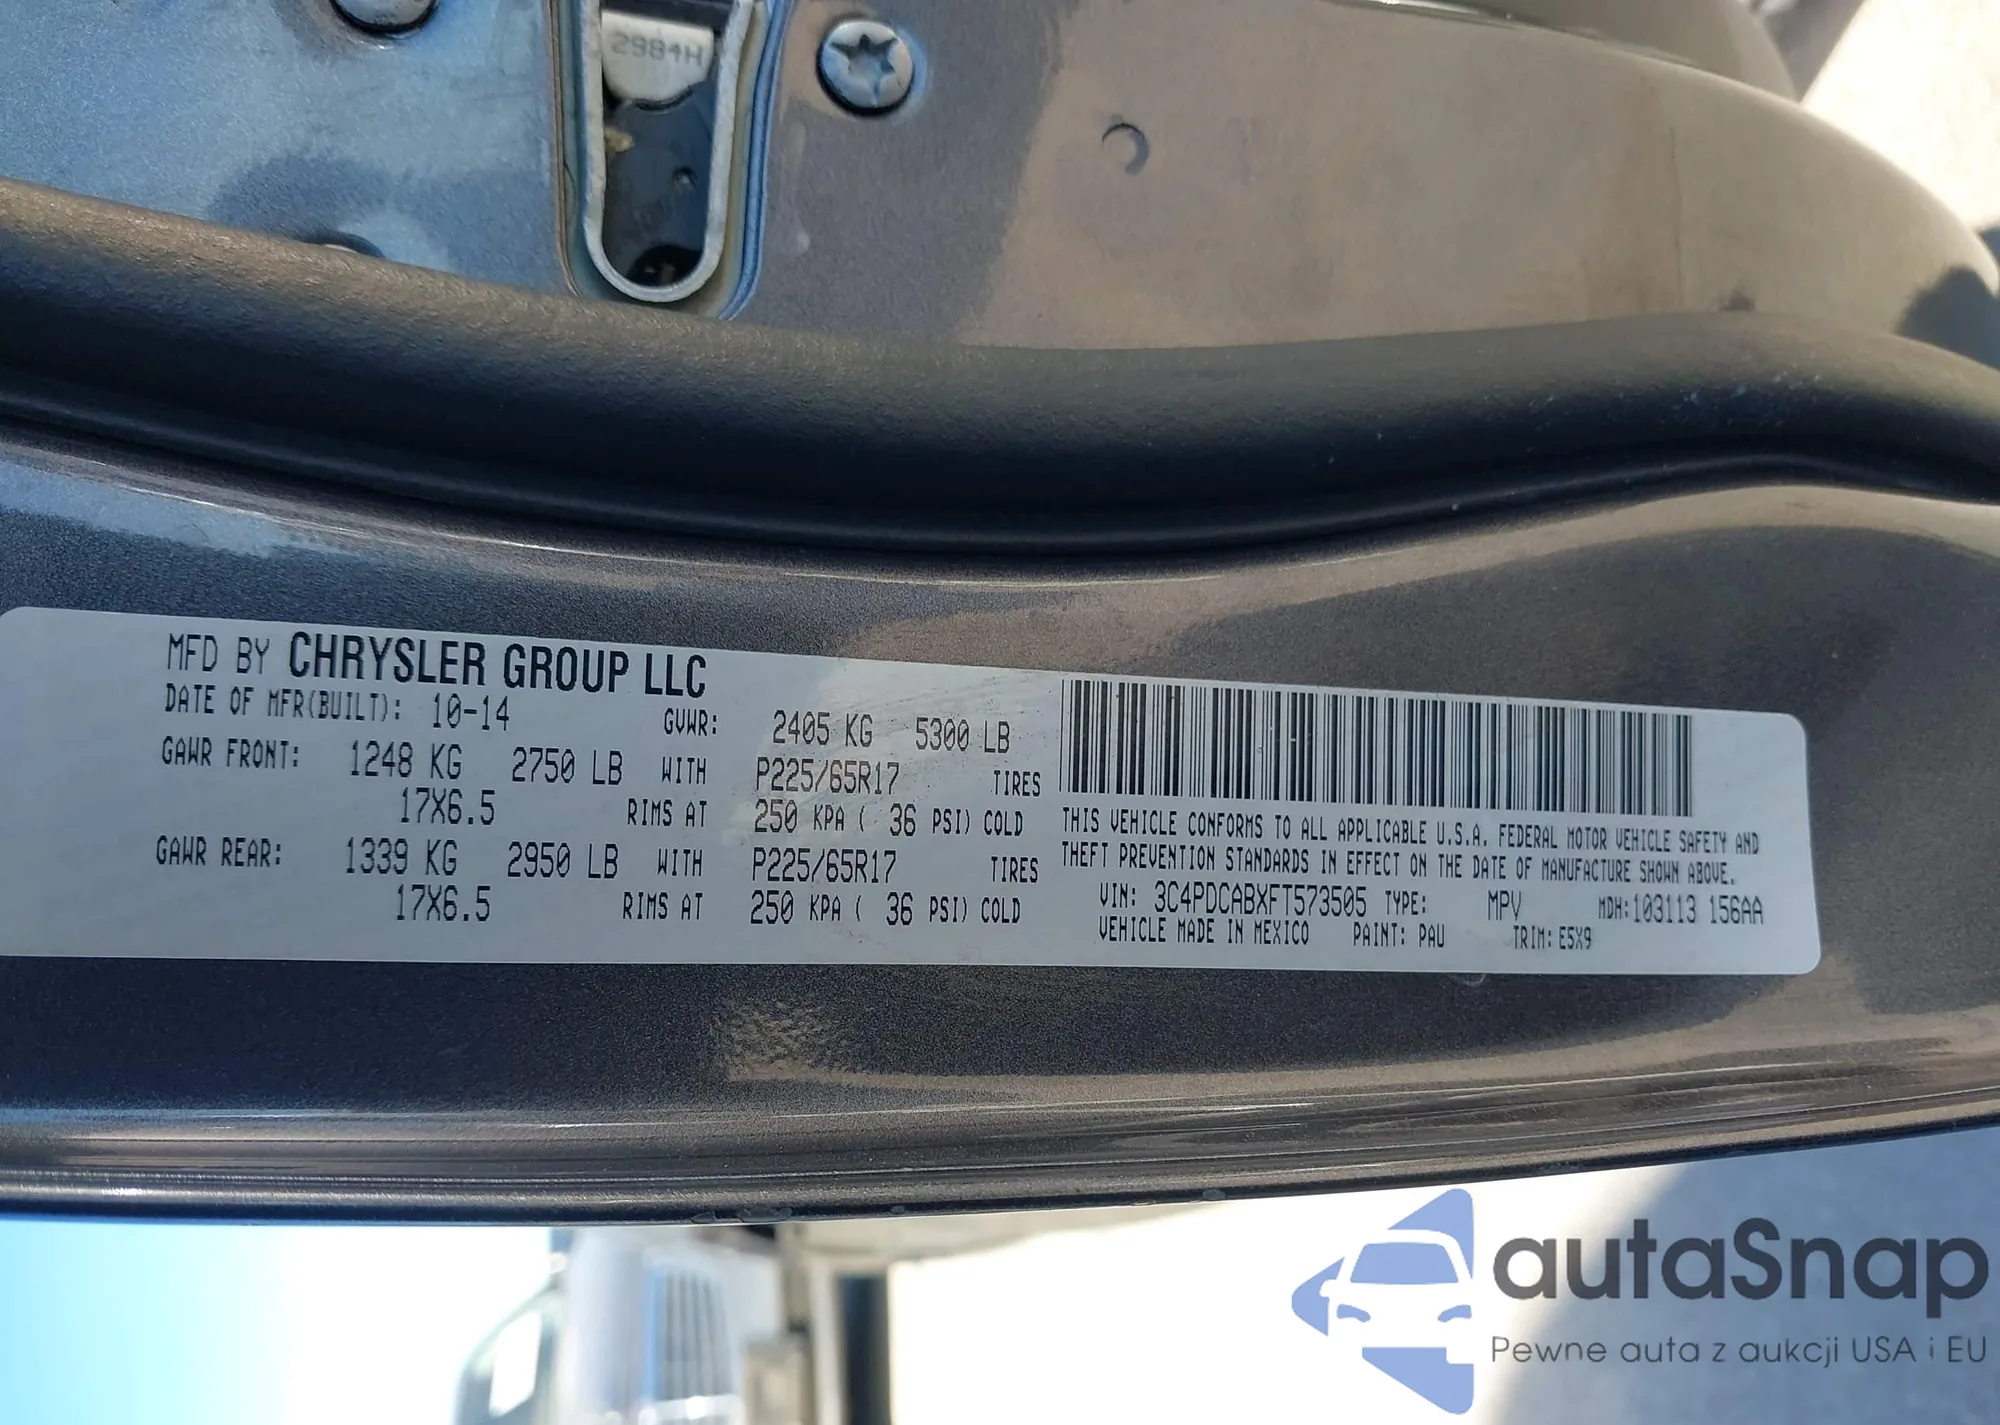 2984H
MFD BY CHRYSLER GROUP LLC
DATE OF MFR(BUILT): 10-14 GVWR: 2405 KG 5300 LB
GAWR FRONT: 1248 KG 2750 LB WITH P225/65R17 TIRES
17X6.5 RIMS AT 250 KPA ( 36 PSI) COLD
GAWR REAR: 1339 KG 2950 LB WITH P225/65R17 TIRES
17X6.5 RIMS AT 250 KPA ( 36 PSI) COLD
THIS VEHICLE CONFORMS TO ALL APPLICABLE U.S.A. FEDERAL MOTOR VEHICLE SAFETY AND
THEFT PREVENTION STANDARDS IN EFFECT ON THE DATE OF MANUFACTURE SHOWN ABOVE.
VIN: 3C4PDCABXFT573505 TYPE: MPV MDH:103113 156AA
VEHICLE MADE IN MEXICO PAINT: PAU TRIM: E5X9
autaSnap
Pewne auta z aukcji USA i EU